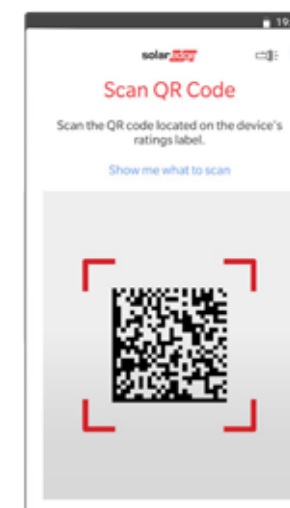 19:
solaredge
Scan QR Code
Scan the QR code located on the device's
ratings label.
Show me what to scan